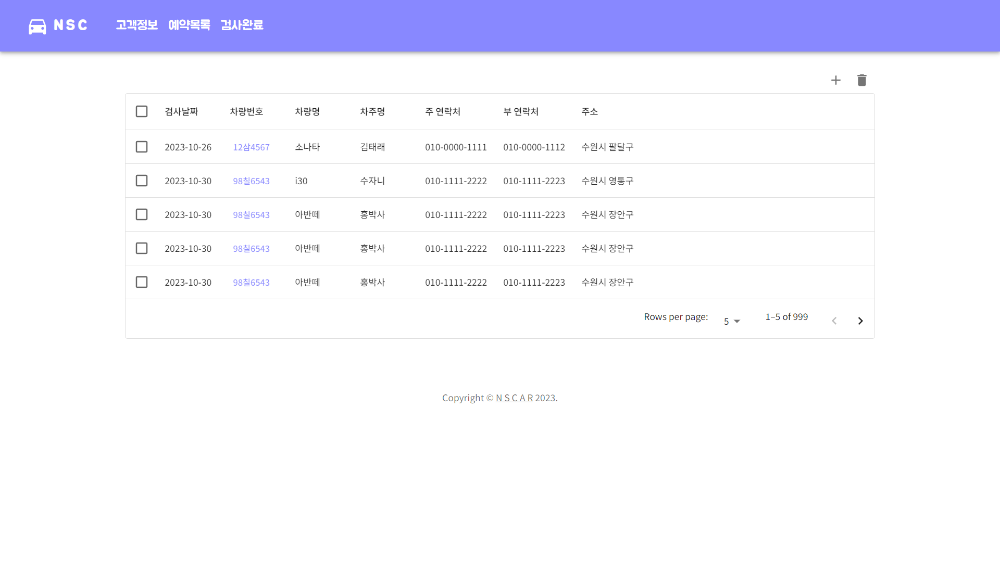 NSC 고객정보 예약목록 검사완료
검사날짜 차량번호 차량명 차주명 주 연락처 부 연락처 주소
2023-10-26 12삼4567 소나타 김태래 010-0000-1111 010-0000-1112 수원시 팔달구
2023-10-30 98칠6543 i30 수자니 010-1111-2222 010-1111-2223 수원시 영통구
2023-10-30 98칠6543 아반떼 홍박사 010-1111-2222 010-1111-2223 수원시 장안구
2023-10-30 98칠6543 아반떼 홍박사 010-1111-2222 010-1111-2223 수원시 장안구
2023-10-30 98칠6543 아반떼 홍박사 010-1111-2222 010-1111-2223 수원시 장안구
Rows per page: 5 1–5 of 999
Copyright © N S C A R 2023.